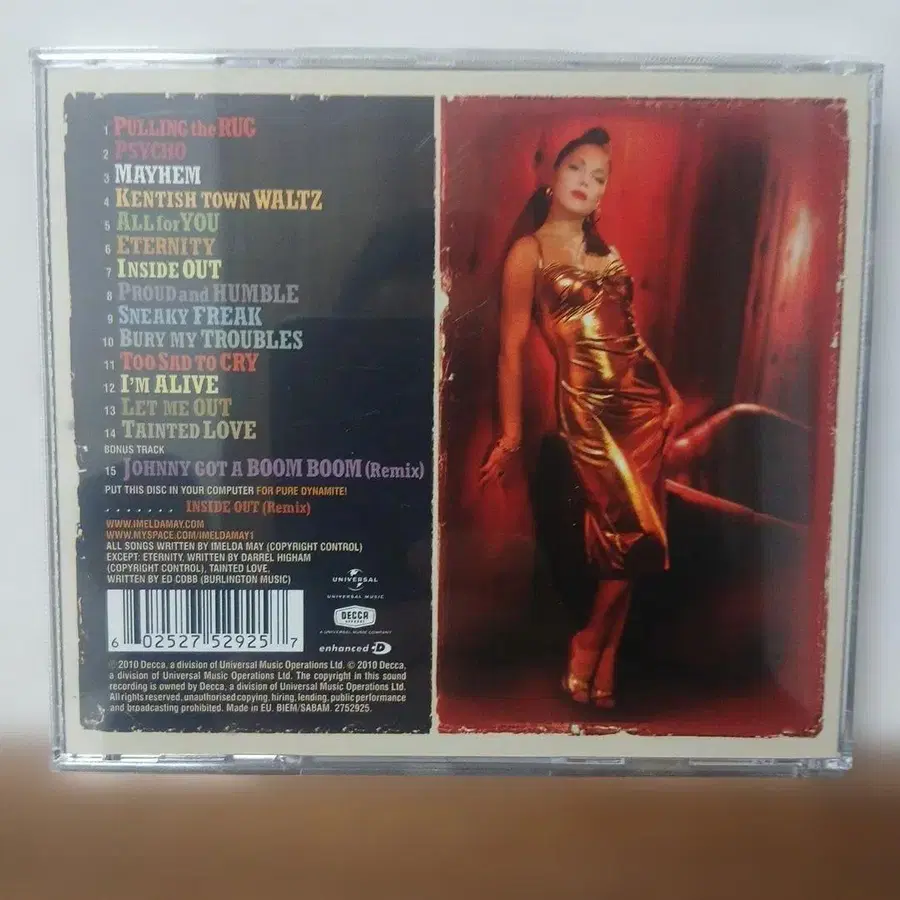 1 PULLING the RUG
2 PSYCHO
3 MAYHEM
4 KENTISH TOWN WALTZ
5 ALL for YOU
6 ETERNITY
7 INSIDE OUT
8 PROUD and HUMBLE
9 SNEAKY FREAK
10 BURY MY TROUBLES
11 TOO SAD TO CRY
12 I'M ALIVE
13 LET ME OUT
14 TAINTED LOVE
BONUS TRACK
15 JOHNNY GOT A BOOM BOOM (Remix)
PUT THIS DISC IN YOUR COMPUTER FOR PURE DYNAMITE!
....... INSIDE OUT (Remix)
WWW.IMELDAMAY.COM
WWW.MYSPACE.COM/IMELDAMAY1
ALL SONGS WRITTEN BY IMELDA MAY (COPYRIGHT CONTROL)
EXCEPT: ETERNITY, WRITTEN BY DARREL HIGHAM
(COPYRIGHT CONTROL), TAINTED LOVE,
WRITTEN BY ED COBB (BURLINGTON MUSIC)
UNIVERSAL
UNIVERSAL MUSIC
DECCA
RECORDS
A UNIVERSAL MUSIC COMPANY
enhanced CD
6 02527 52925 7
℗ 2010 Decca, a division of Universal Music Operations Ltd. © 2010 Decca,
a division of Universal Music Operations Ltd. The copyright in this sound
recording is owned by Decca, a division of Universal Music Operations Ltd.
All rights reserved, unauthorised copying, hiring, lending, public performance
and broadcasting prohibited. Made in EU. BIEM/SABAM. 2752925.